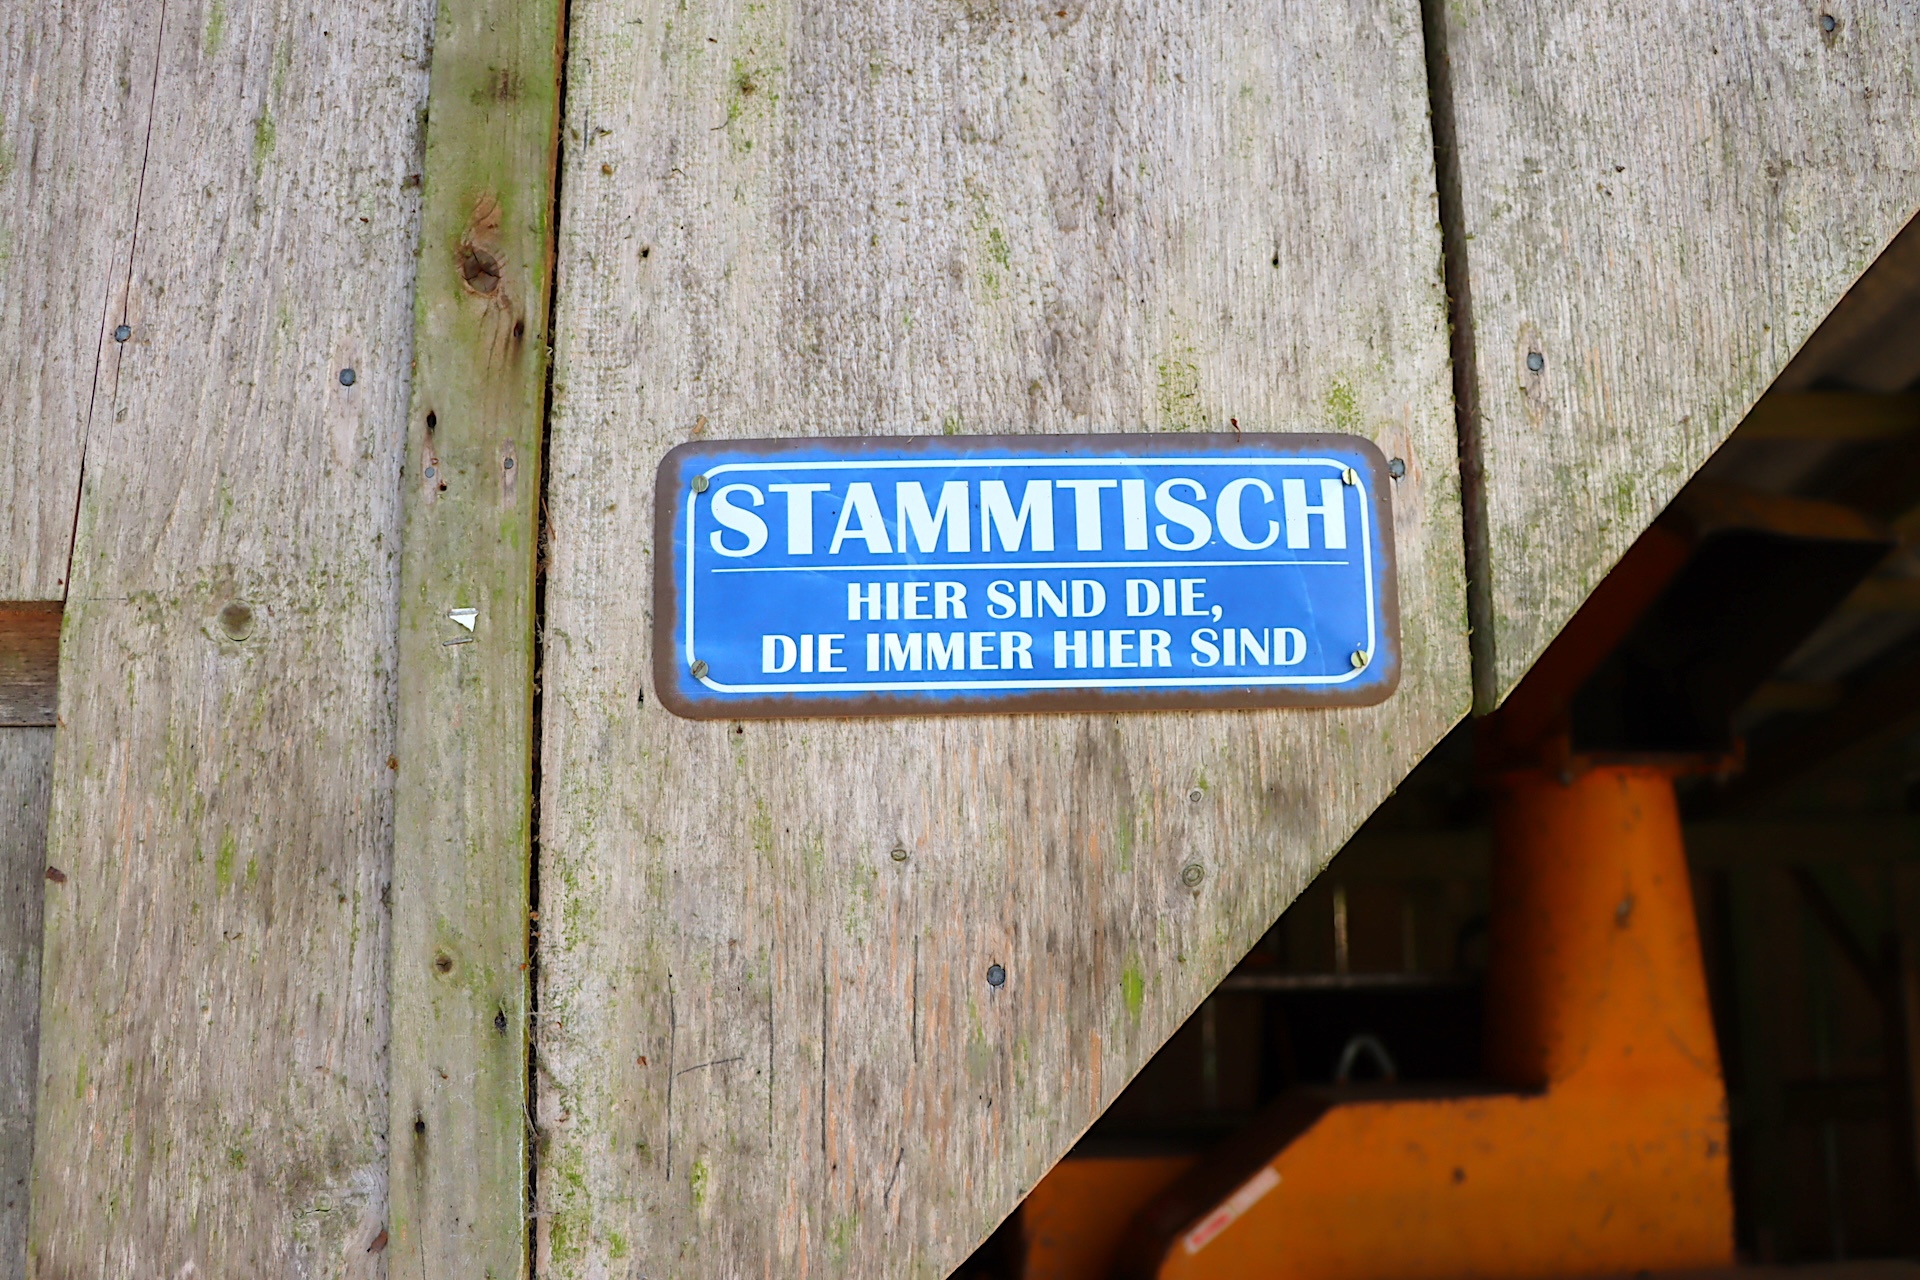 STAMMTISCH
HIER SIND DIE,
DIE IMMER HIER SIND